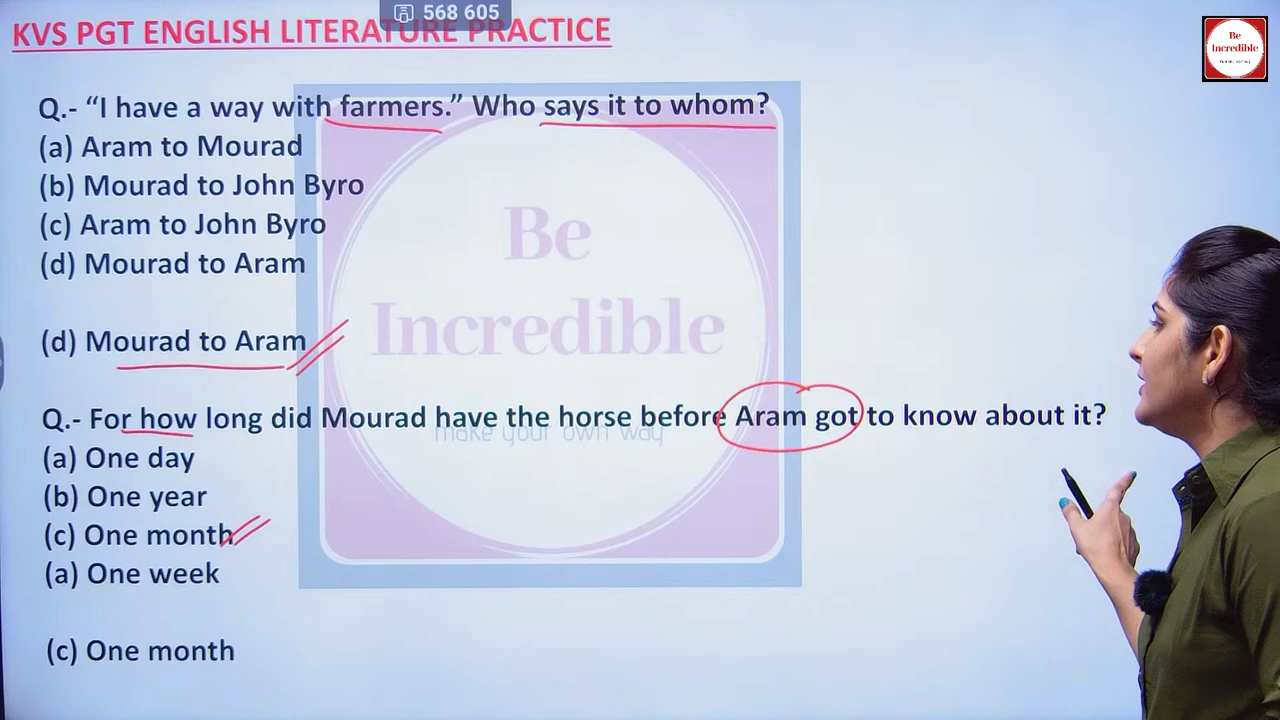 568 605
KVS PGT ENGLISH LITERATURE PRACTICE
Be
Incredible
Q.- “I have a way with farmers.” Who says it to whom?
(a) Aram to Mourad
(b) Mourad to John Byro
(c) Aram to John Byro
(d) Mourad to Aram
Be
Incredible
(d) Mourad to Aram
Q.- For how long did Mourad have the horse before Aram got to know about it?
make your own way
(a) One day
(b) One year
(c) One month
(a) One week
(c) One month